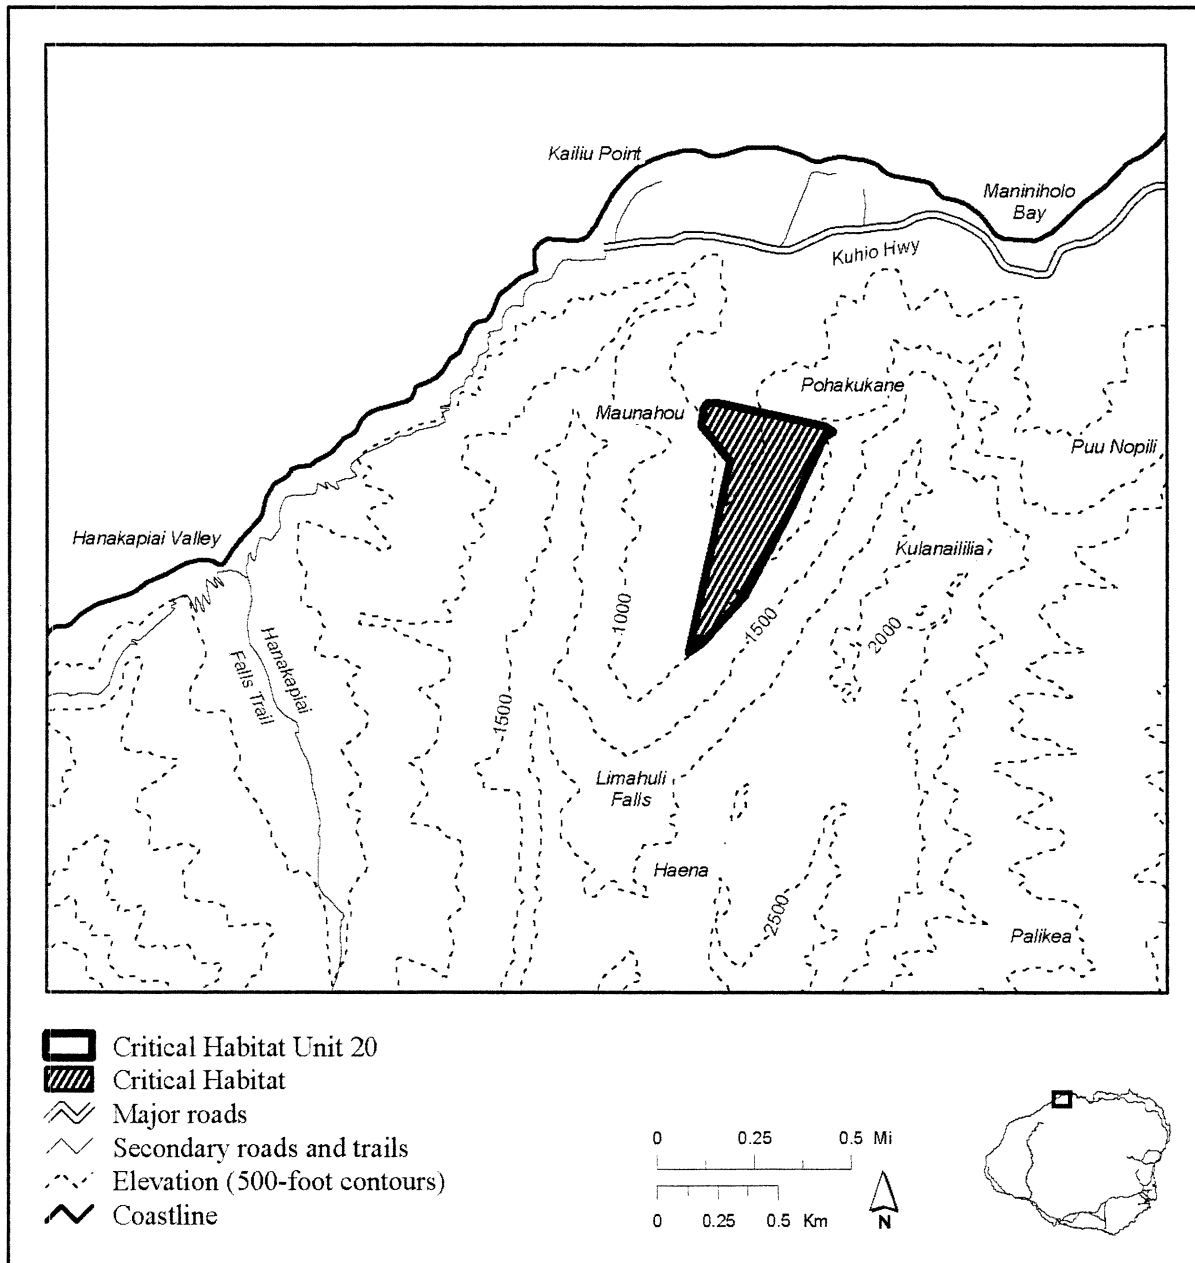 Kailiu Point
Maniniholo
Bay
Kuhio Hwy
Pohakukane
Maunahou
Puu Nopili
Hanakapiai Valley
Kulanaililia
1000
1500
2000
Hanakapiai
Falls Trail
1500
Limahuli
Falls
Haena
2500
Palikea
Critical Habitat Unit 20
Critical Habitat
Major roads
Secondary roads and trails
Elevation (500-foot contours)
Coastline
0 0.25 0.5 Mi
0 0.25 0.5 Km
N